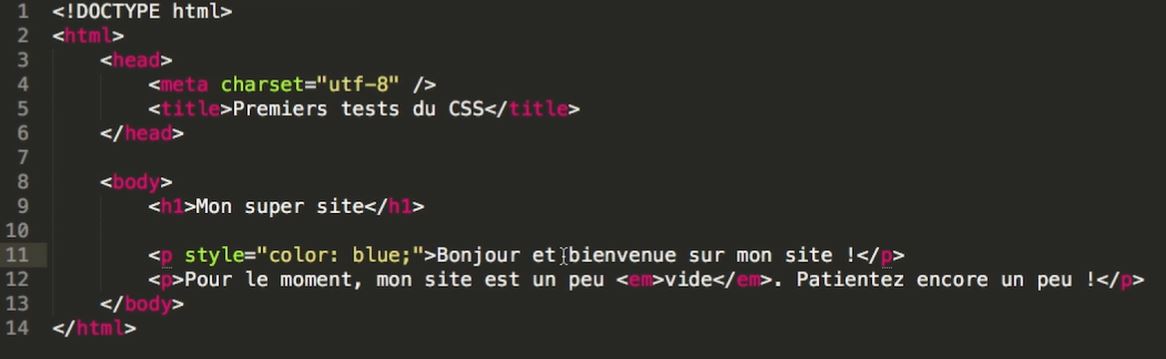 1 <!DOCTYPE html>
2 <html>
3     <head>
4         <meta charset="utf-8" />
5         <title>Premiers tests du CSS</title>
6     </head>
7
8     <body>
9         <h1>Mon super site</h1>
10
11         <p style="color: blue;">Bonjour et bienvenue sur mon site !</p>
12         <p>Pour le moment, mon site est un peu <em>vide</em>. Patientez encore un peu !</p>
13     </body>
14 </html>